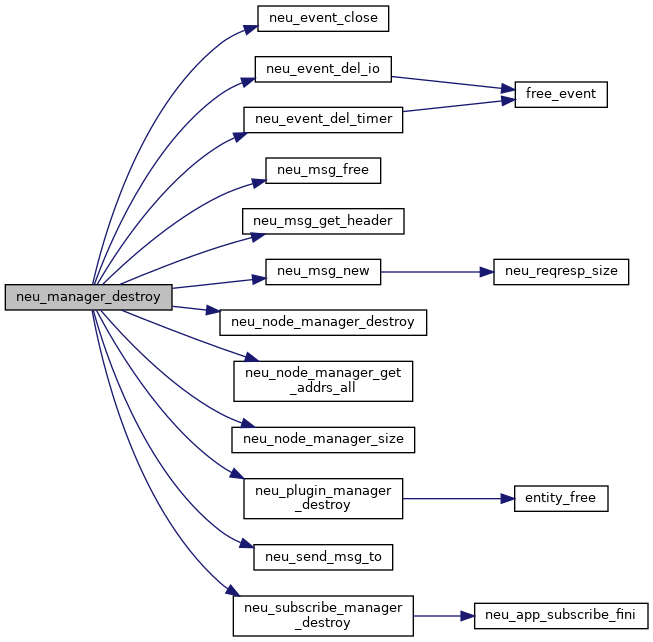 neu_manager_destroy
neu_event_close
neu_event_del_io
neu_event_del_timer
neu_msg_free
neu_msg_get_header
neu_msg_new
neu_node_manager_destroy
neu_node_manager_get
_addrs_all
neu_node_manager_size
neu_plugin_manager
_destroy
neu_send_msg_to
neu_subscribe_manager
_destroy
free_event
neu_reqresp_size
entity_free
neu_app_subscribe_fini